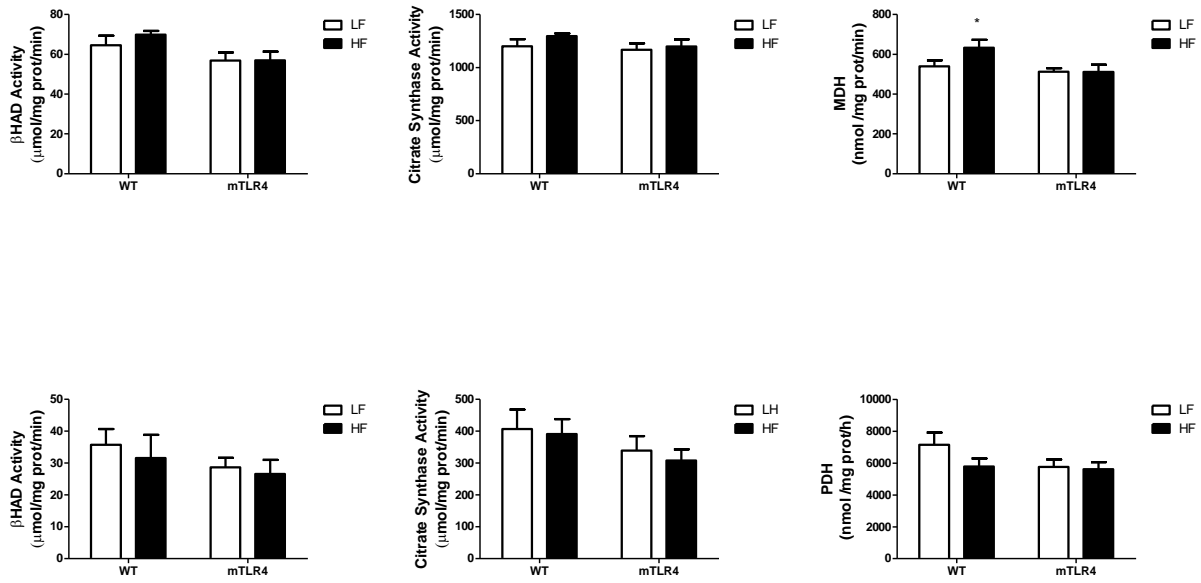 βHAD Activity
(μmol/mg prot/min)
80
60
40
20
0
WT
mTLR4
LF
HF
Citrate Synthase Activity
(μmol/mg prot/min)
1500
1000
500
0
WT
mTLR4
LF
HF
MDH
(nmol /mg prot/min)
800
600
400
200
0
*
WT
mTLR4
LF
HF
βHAD Activity
(μmol/mg prot/min)
50
40
30
20
10
0
WT
mTLR4
LF
HF
Citrate Synthase Activity
(μmol/mg prot/min)
500
400
300
200
100
0
WT
mTLR4
LH
HF
PDH
(nmol /mg prot/h)
10000
8000
6000
4000
2000
0
WT
mTLR4
LF
HF